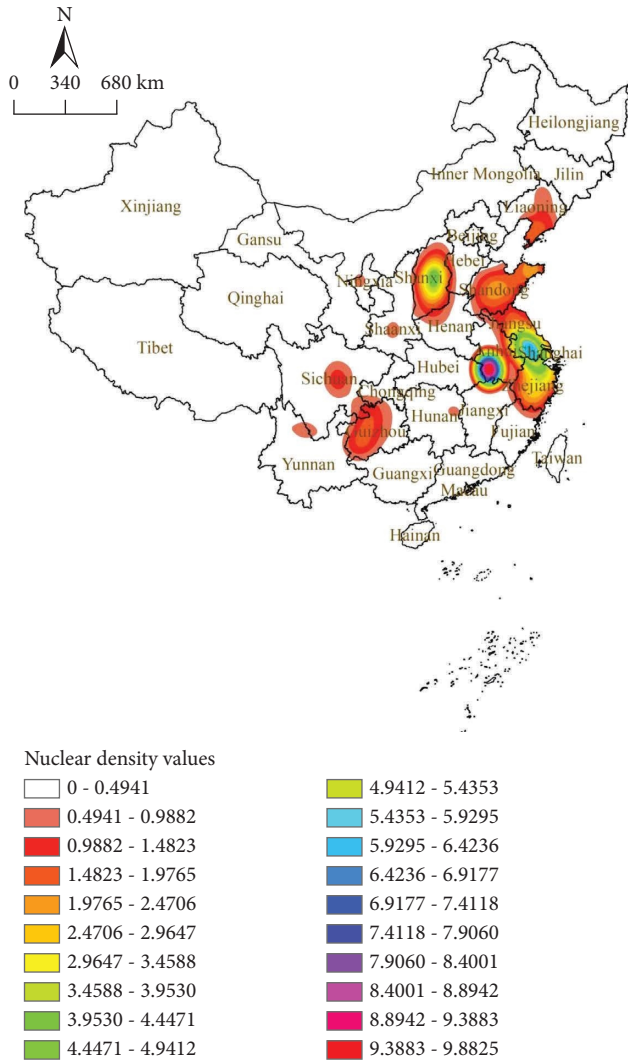 N
0 340 680 km
Heilongjiang
Inner Mongolia Jilin
Xinjiang
Liaoning
Beijing
Gansu
Hebei
Ningxia Shanxi
Qinghai
Shandong
Shaanxi Henan Jiangsu
Tibet
Anhui Shanghai
Hubei
Sichuan
Chongqing Zhejiang
Hunan Jiangxi
Guizhou
Fujian
Yunnan
Taiwan
Guangxi Guangdong
Macau
Hainan
Nuclear density values
0 - 0.4941
0.4941 - 0.9882
0.9882 - 1.4823
1.4823 - 1.9765
1.9765 - 2.4706
2.4706 - 2.9647
2.9647 - 3.4588
3.4588 - 3.9530
3.9530 - 4.4471
4.4471 - 4.9412
4.9412 - 5.4353
5.4353 - 5.9295
5.9295 - 6.4236
6.4236 - 6.9177
6.9177 - 7.4118
7.4118 - 7.9060
7.9060 - 8.4001
8.4001 - 8.8942
8.8942 - 9.3883
9.3883 - 9.8825